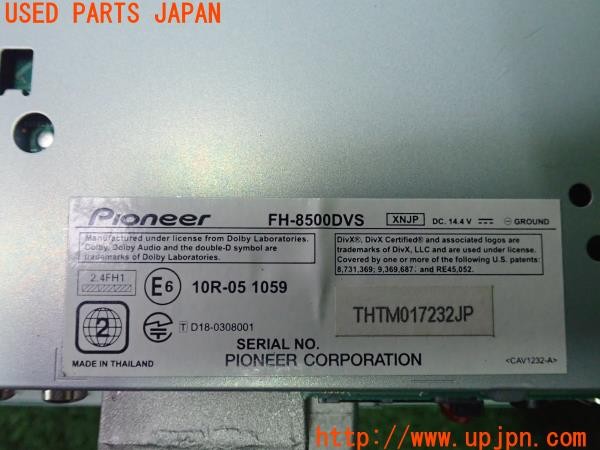 USED PARTS JAPAN
Pioneer FH-8500DVS XNJP DC. 14.4 V GROUND
Manufactured under license from Dolby Laboratories.
Dolby, Dolby Audio and the double-D symbol are
trademarks of Dolby Laboratories.
DivX®, DivX Certified® and associated logos are
trademarks of DivX, LLC and are used under license.
Covered by one or more of the following U.S. patents:
8,731,369; 9,369,687; and RE45,052.
2.4FH1
E6 10R-05 1059
2
T D18-0308001
THTM017232JP
SERIAL NO.
MADE IN THAILAND
PIONEER CORPORATION
<CAV1232-A>
https://www.upjpn.com